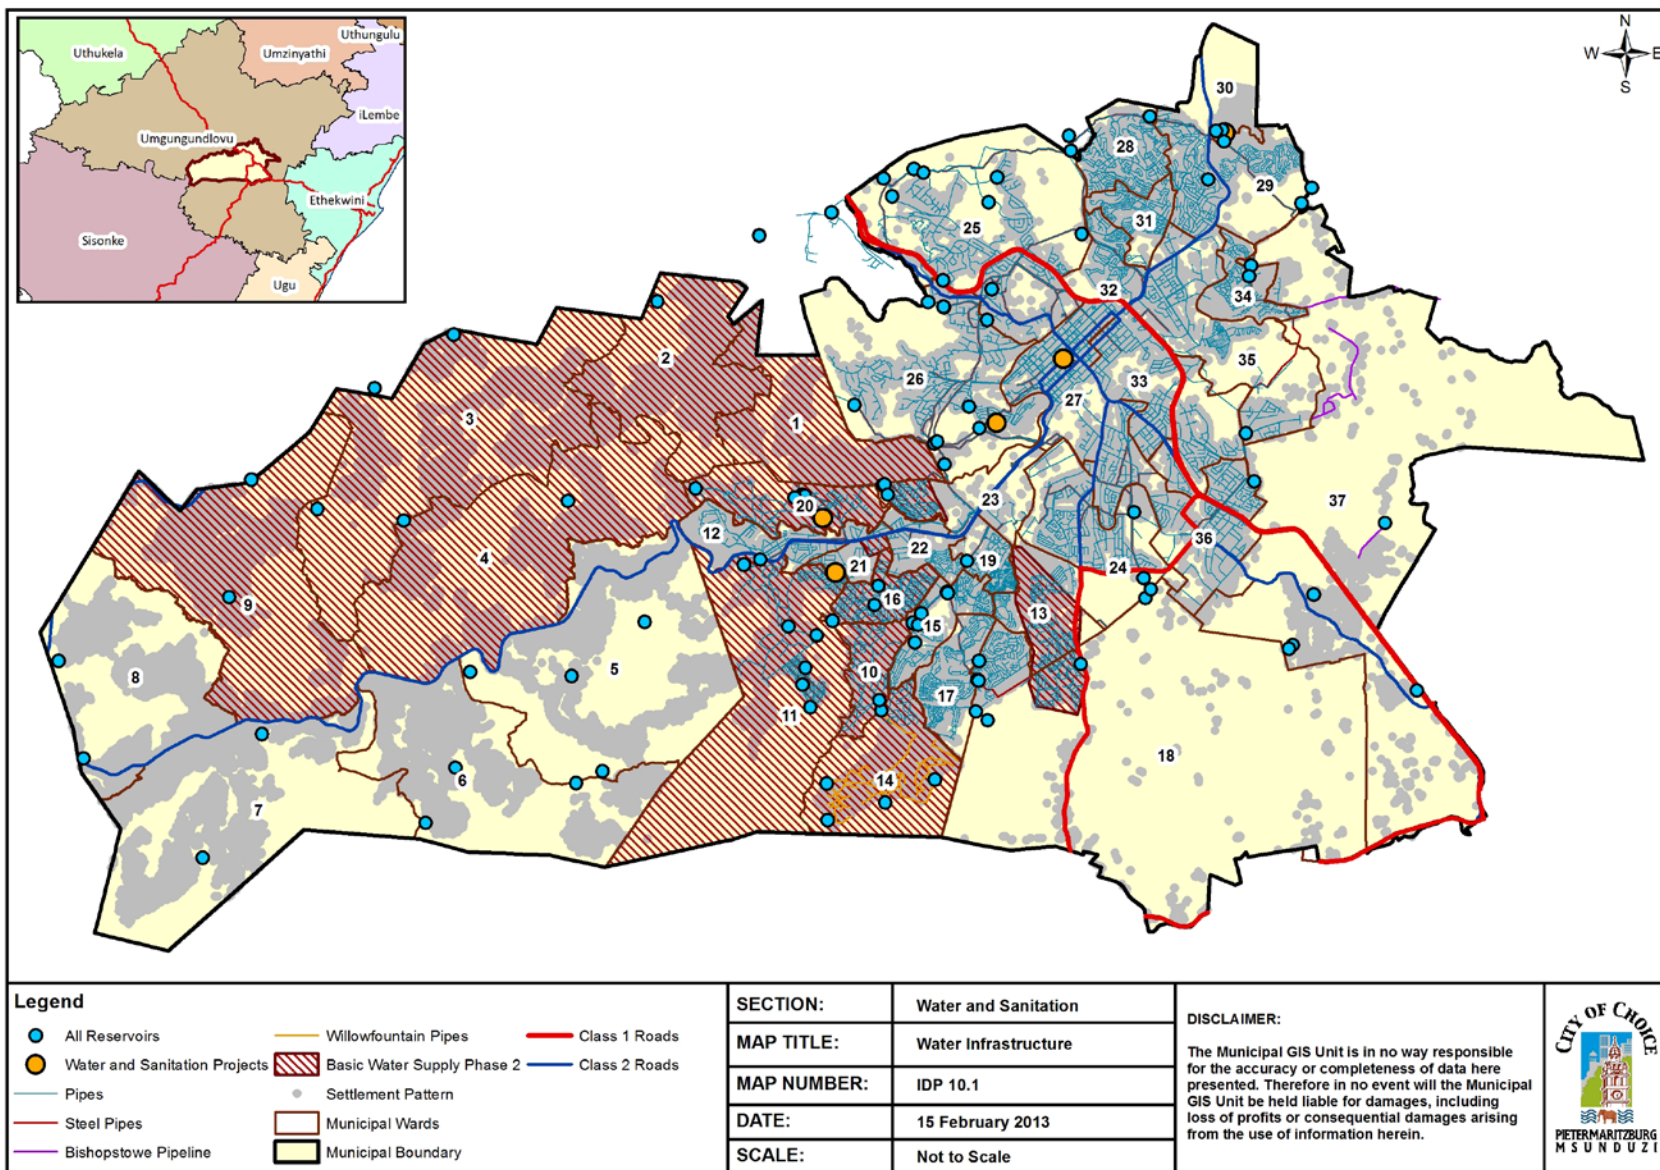 Uthukela
Umzinyathi
Uthungulu
iLembe
Umgungundlovu
Ethekwini
Sisonke
Ugu
N
W E
S
30
28
29
31
25
32
34
2
35
26
33
27
3
1
37
20
23
12
36
4
22
21
19
24
16
13
9
15
5
10
8
17
11
18
14
6
7
Legend
All Reservoirs
Water and Sanitation Projects
Pipes
Steel Pipes
Bishopstowe Pipeline
Willowfountain Pipes
Basic Water Supply Phase 2
Settlement Pattern
Municipal Wards
Municipal Boundary
Class 1 Roads
Class 2 Roads
SECTION: Water and Sanitation
MAP TITLE: Water Infrastructure
MAP NUMBER: IDP 10.1
DATE: 15 February 2013
SCALE: Not to Scale
DISCLAIMER:
The Municipal GIS Unit is in no way responsible
for the accuracy or completeness of data here
presented. Therefore in no event will the Municipal
GIS Unit be held liable for damages, including
loss of profits or consequential damages arising
from the use of information herein.
CITY OF CHOICE
PIETERMARITZBURG
MSUNDUZI